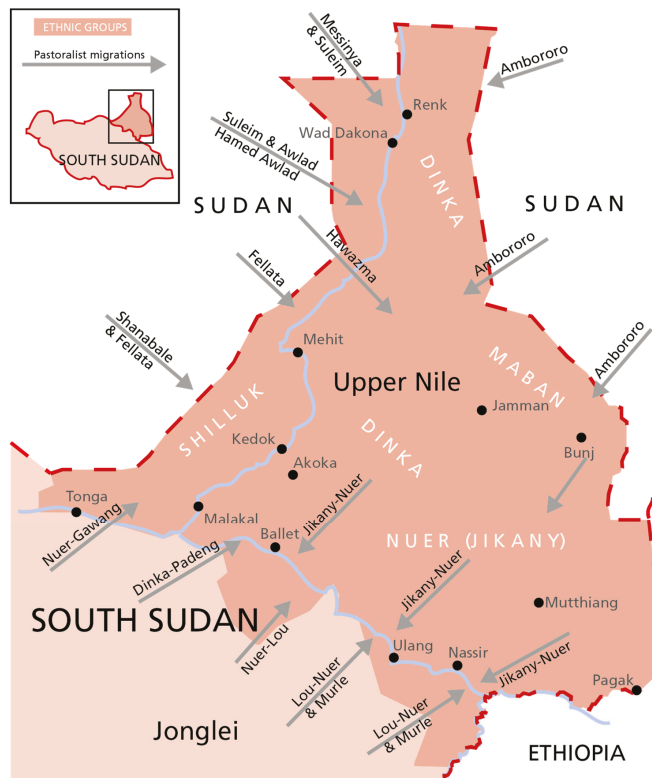 ETHNIC GROUPS
Pastoralist migrations
SOUTH SUDAN
Messinya
& Suleim
Ambororo
Renk
Suleim & Awlad
Hamed Awlad
Wad Dakona
DINKA
SUDAN
SUDAN
Hawazma
Fellata
Ambororo
Shanabale
& Fellata
Mehit
Ambororo
MABAN
Upper Nile
SHILLUK
Jamman
DINKA
Kedok
Bunj
Akoka
Tonga
Malakal
Jikany-Nuer
Nuer-Gawang
Ballet
NUER (JIKANY)
Dinka-Padeng
Jikany-Nuer
Mutthiang
SOUTH SUDAN
Nuer-Lou
Ulang
Nassir
Jikany-Nuer
Lou-Nuer
& Murle
Pagak
Lou-Nuer
& Murle
Jonglei
ETHIOPIA